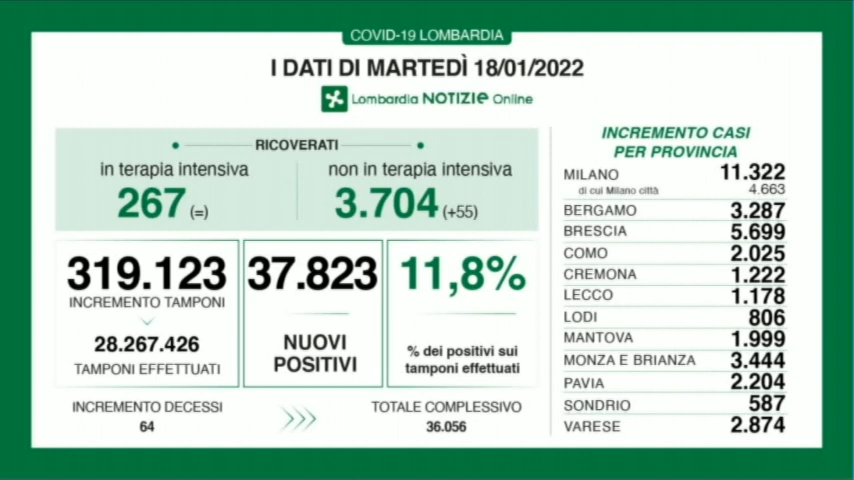 COVID-19 LOMBARDIA
I DATI DI MARTEDÌ 18/01/2022
Lombardia NOTIZIE Online
RICOVERATI
in terapia intensiva
267 (=)
non in terapia intensiva
3.704 (+55)
319.123
INCREMENTO TAMPONI
28.267.426
TAMPONI EFFETTUATI
37.823
NUOVI
POSITIVI
11,8%
% dei positivi sui
tamponi effettuati
INCREMENTO DECESSI
64
TOTALE COMPLESSIVO
36.056
INCREMENTO CASI
PER PROVINCIA
MILANO 11.322
di cui Milano città 4.663
BERGAMO 3.287
BRESCIA 5.699
COMO 2.025
CREMONA 1.222
LECCO 1.178
LODI 806
MANTOVA 1.999
MONZA E BRIANZA 3.444
PAVIA 2.204
SONDRIO 587
VARESE 2.874